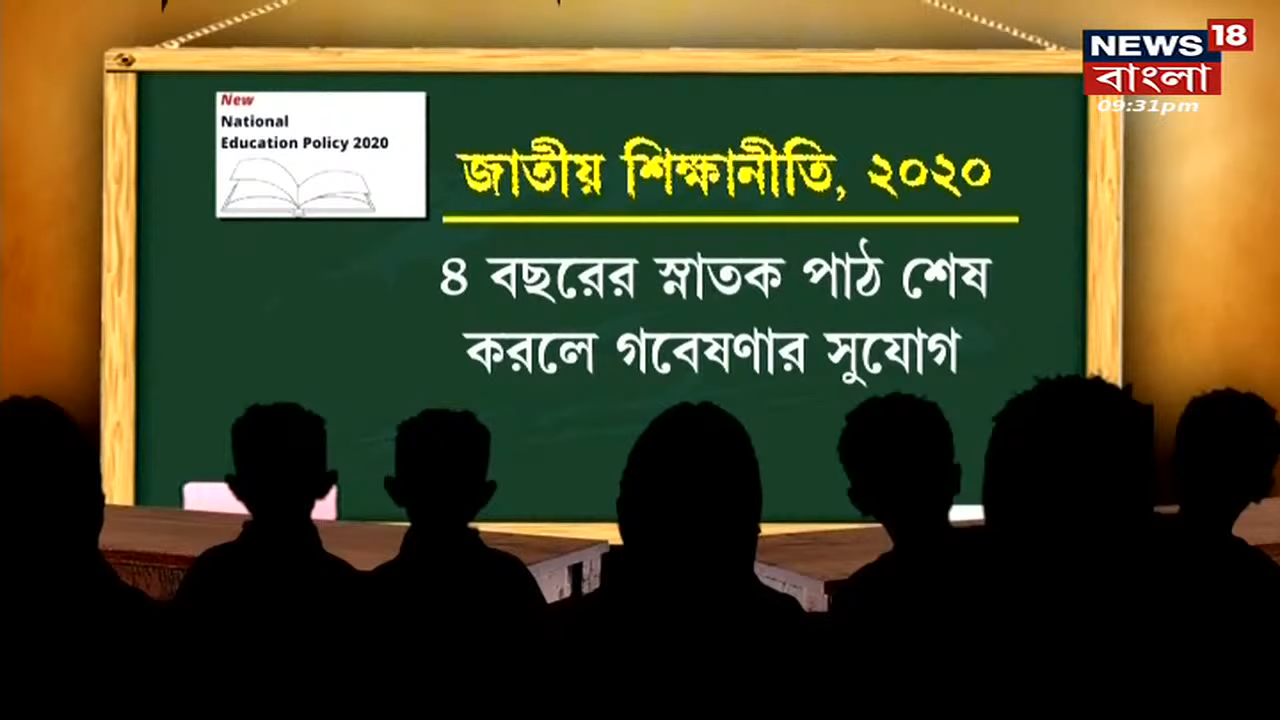 NEWS 18
বাংলা
09:31pm
New
National
Education Policy 2020
জাতীয় শিক্ষানীতি, ২০২০
৪ বছরের স্নাতক পাঠ শেষ
করলে গবেষণার সুযোগ